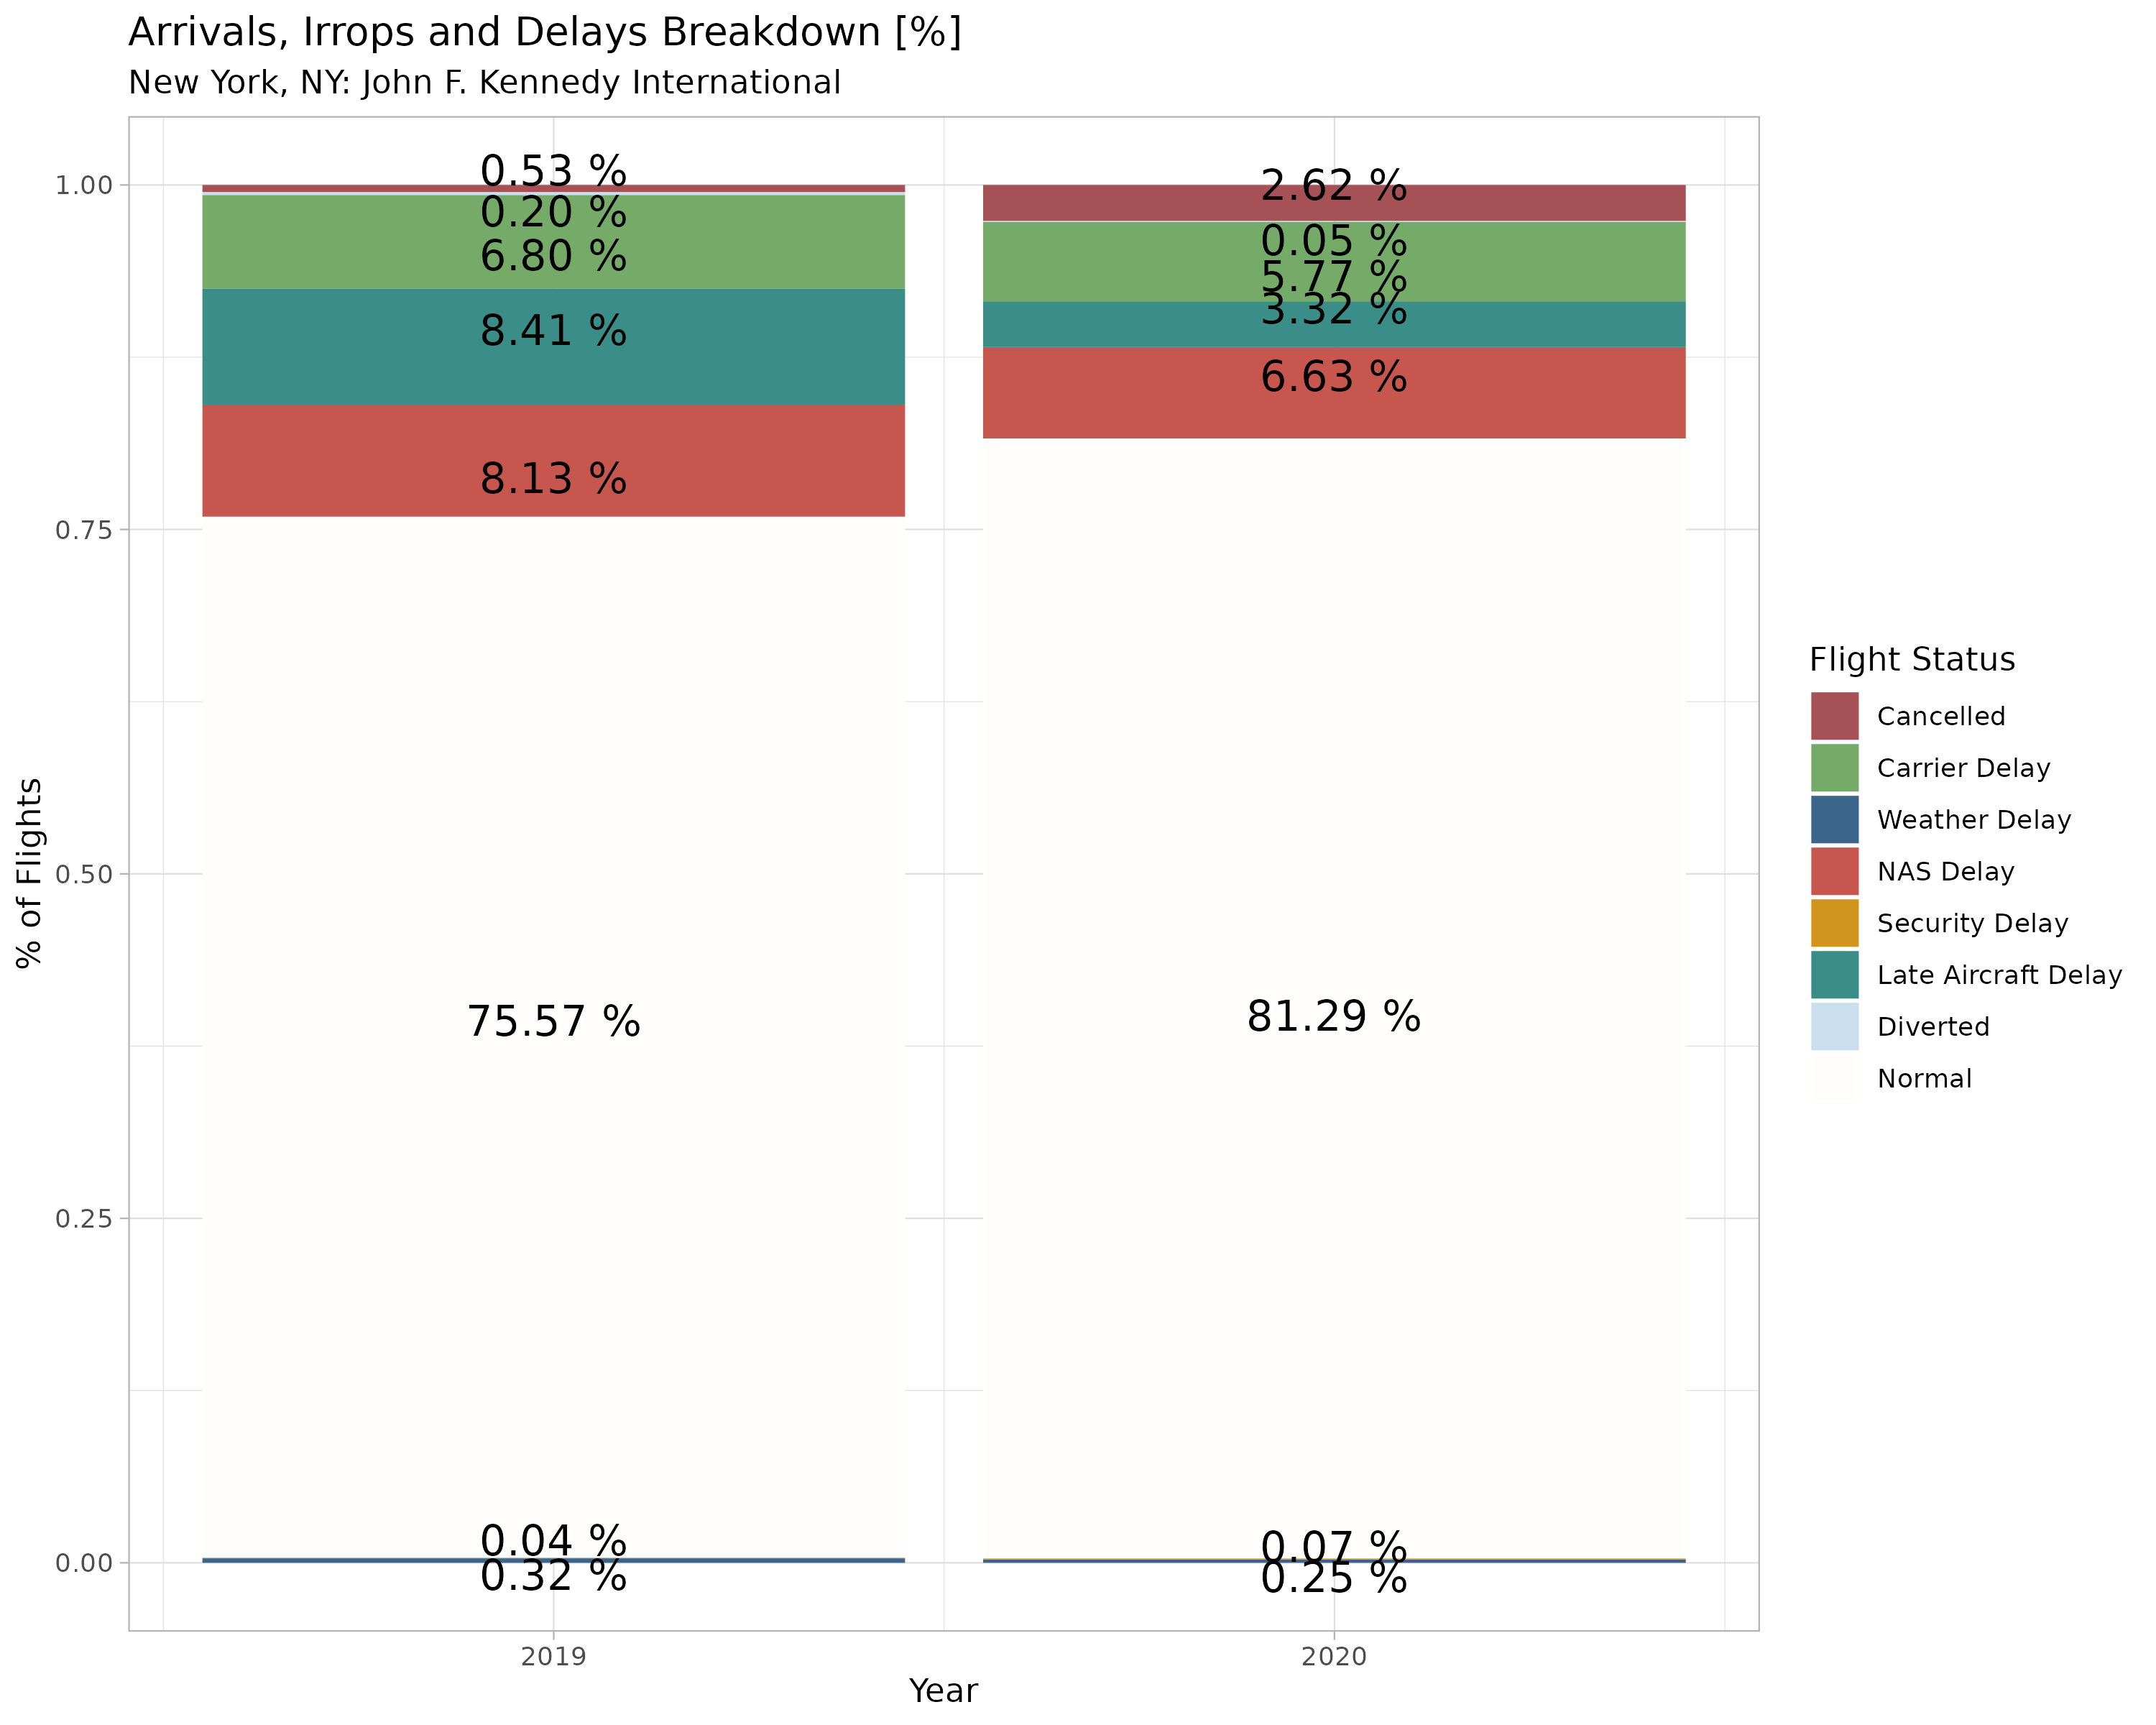 Arrivals, Irrops and Delays Breakdown [%]
New York, NY: John F. Kennedy International
% of Flights
1.00
0.75
0.50
0.25
0.00
0.53 %
0.20 %
6.80 %
8.41 %
8.13 %
75.57 %
0.04 %
0.32 %
2.62 %
0.05 %
5.77 %
3.32 %
6.63 %
81.29 %
0.07 %
0.25 %
2019
2020
Year
Flight Status
Cancelled
Carrier Delay
Weather Delay
NAS Delay
Security Delay
Late Aircraft Delay
Diverted
Normal